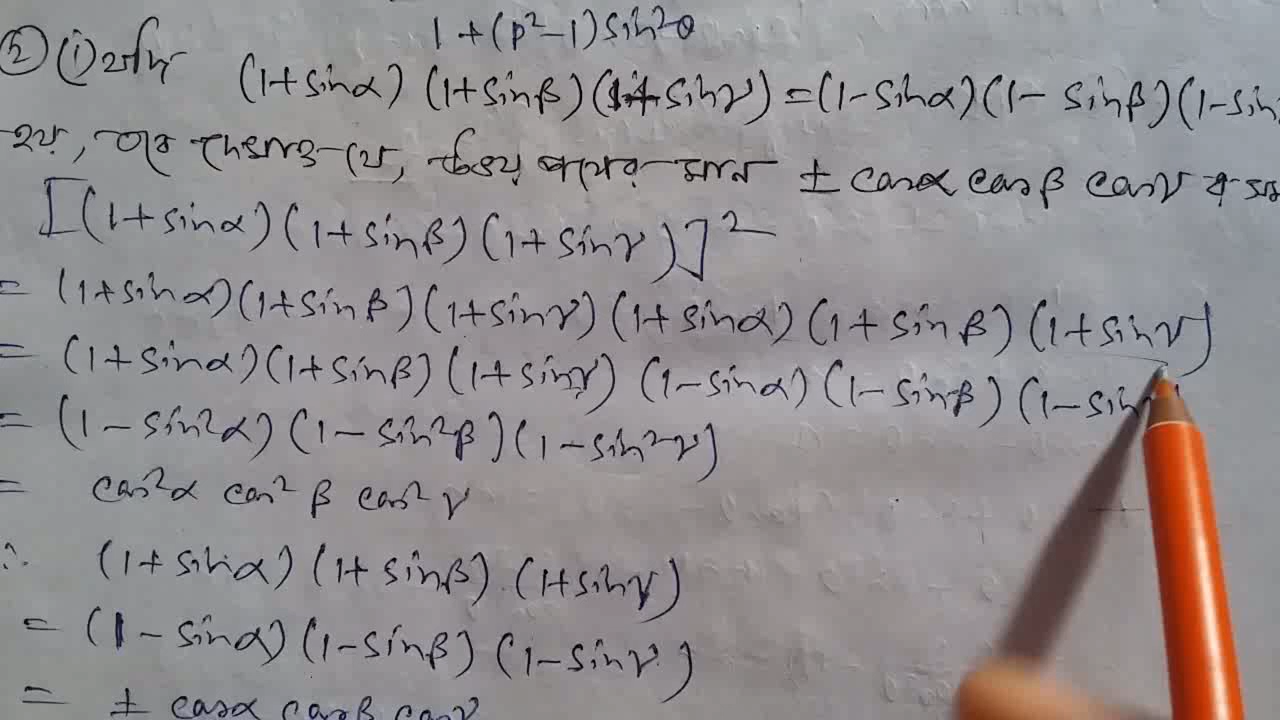 1 + (p²-1) sin²θ
② (i) যদি (1+sinα) (1+sinβ) (1+sinγ) = (1-sinα) (1- sinβ) (1-sin
হয়, তবে দেখাও যে, উভয় পক্ষের মান ± cosα cosβ cosγ
[(1+sinα) (1+sinβ) (1+sinγ)]²
= (1+sinα) (1+sinβ) (1+sinγ) (1+sinα) (1+sinβ) (1+sinγ)
= (1+sinα) (1+sinβ) (1+sinγ) (1-sinα) (1-sinβ) (1-sin
= (1-sin²α) (1-sin²β) (1-sin²γ)
= cos²α cos²β cos²γ
∴ (1+sinα) (1+sinβ) (1+sinγ)
= (1-sinα) (1-sinβ) (1-sinγ)
= ± cosα cosβ cosγ